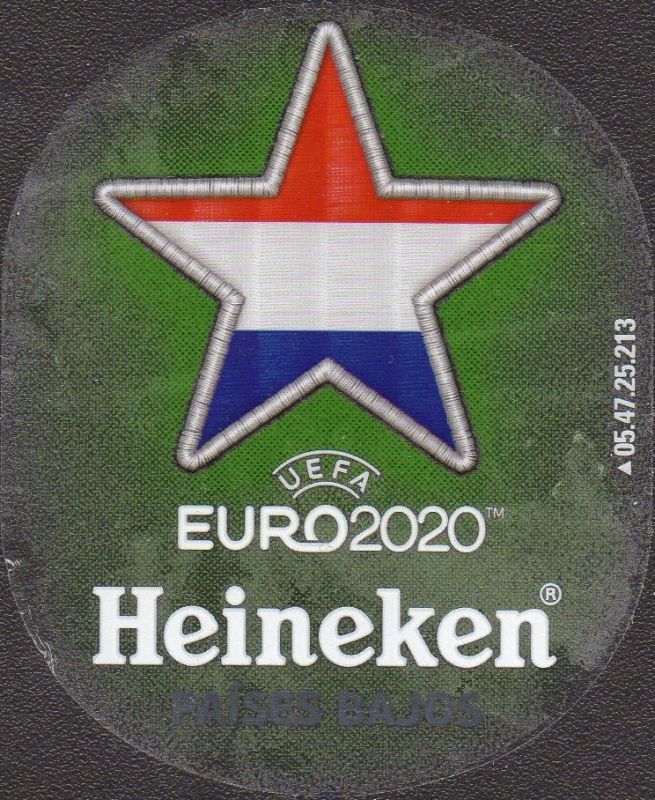 UEFA
EURO2020™
Heineken®
PAÍSES BAJOS
▲05.47.25.213